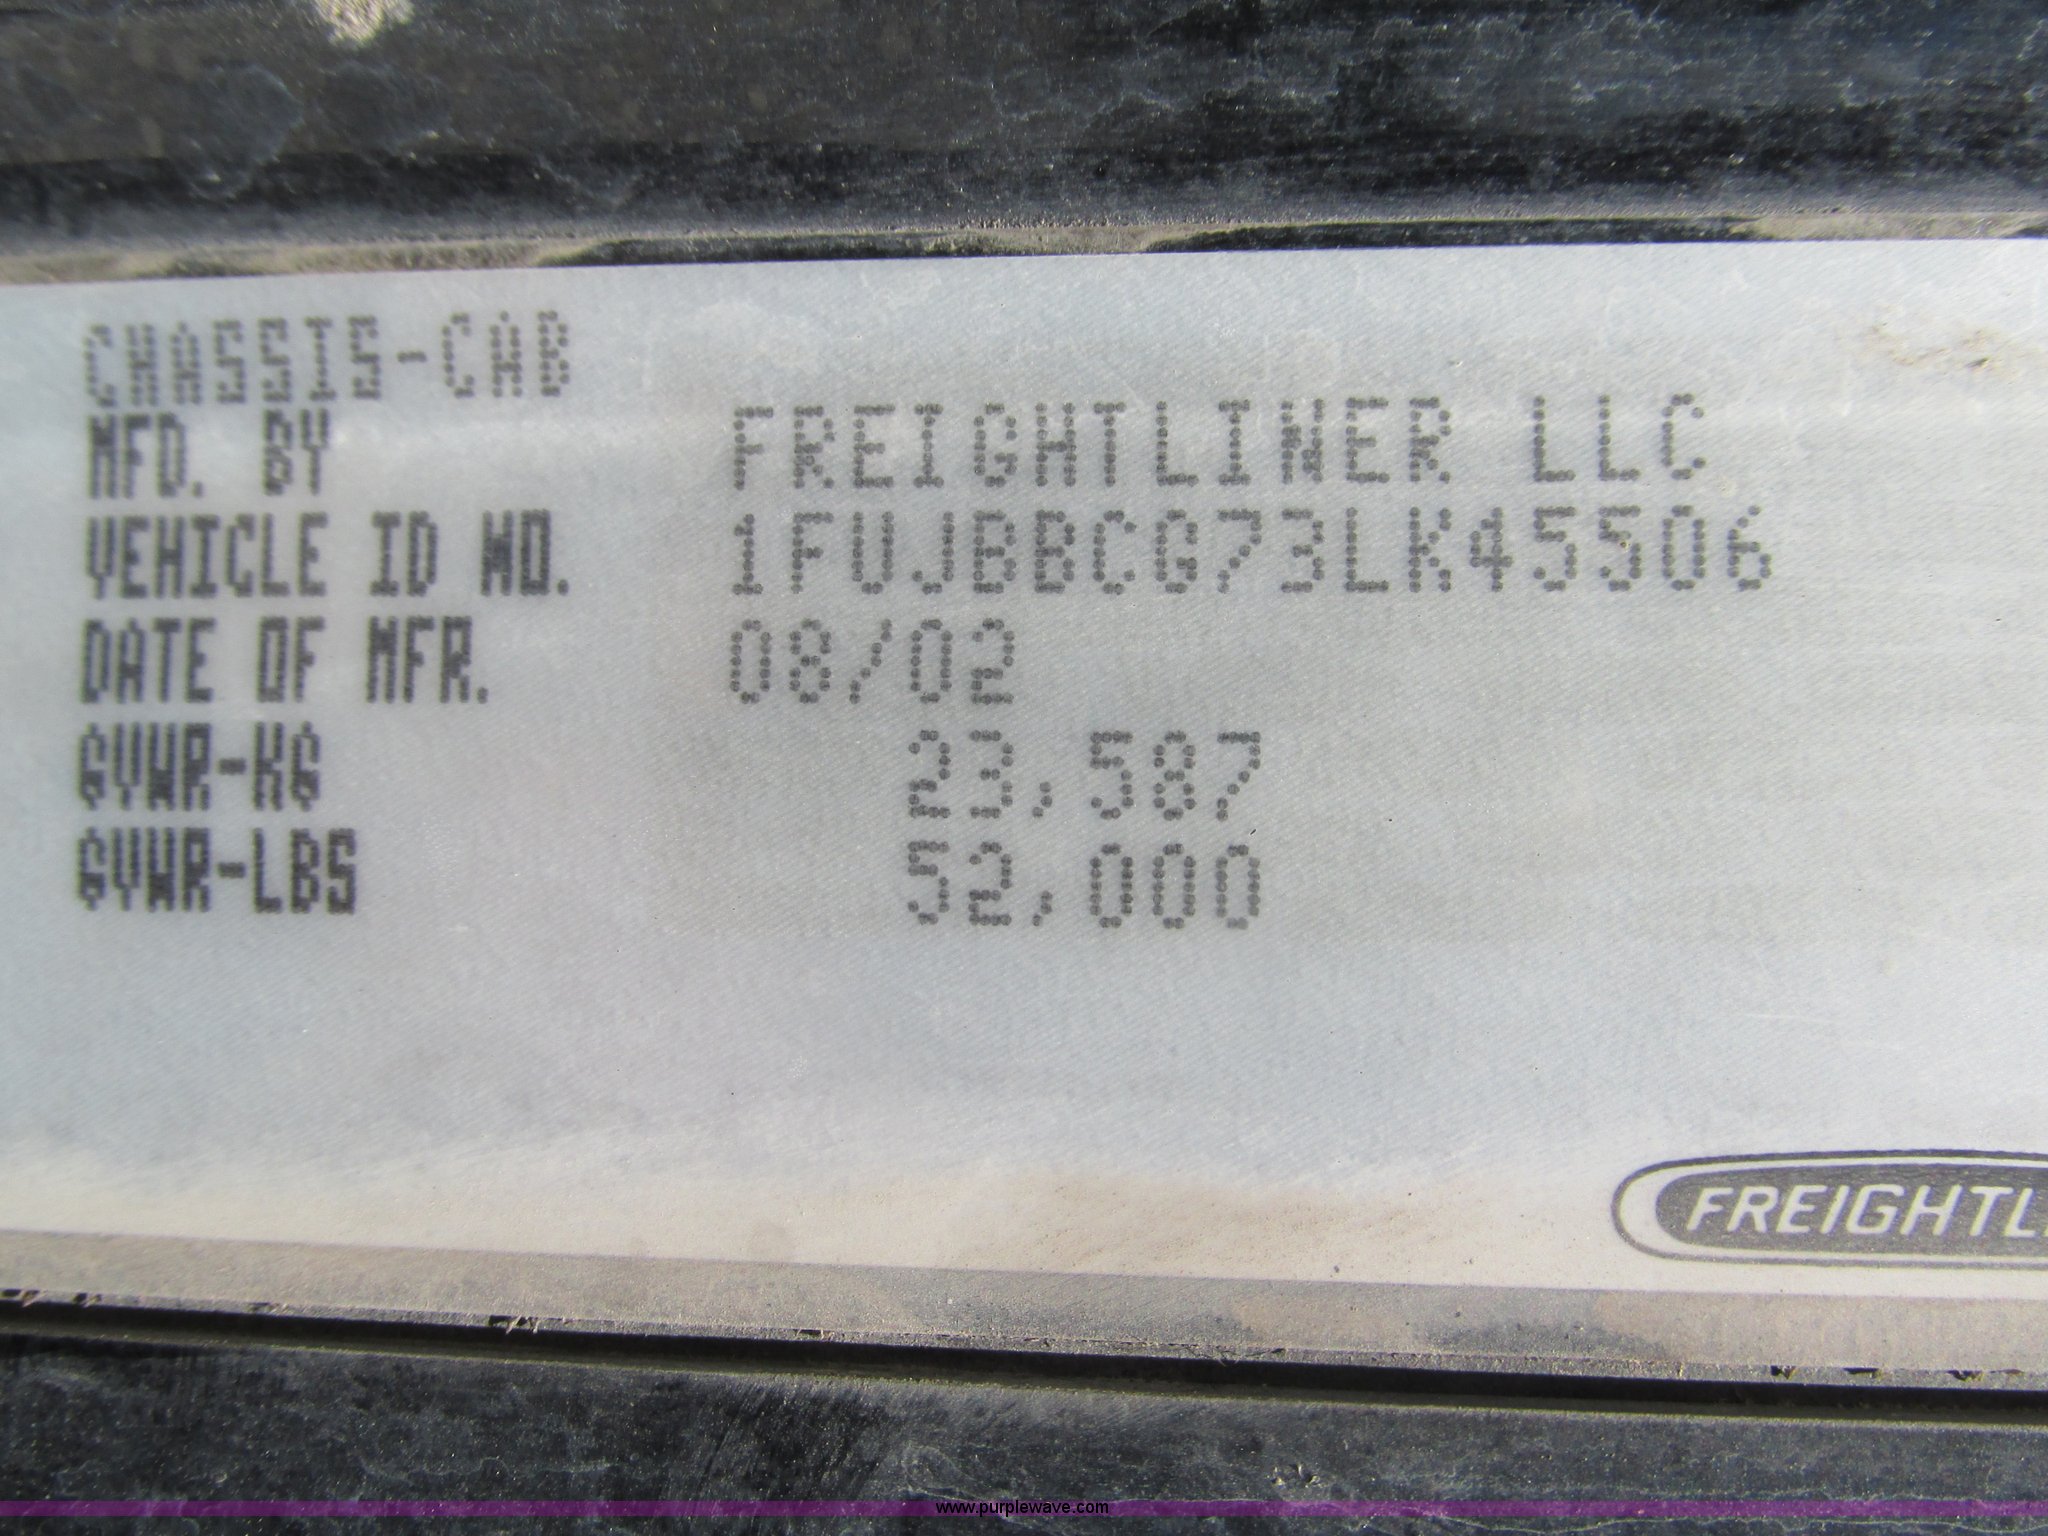 CHASSIS-CAB
MFD. BY FREIGHTLINER LLC
VEHICLE ID NO. 1FUJBBCG73LK45506
DATE OF MFR. 08/02
GVWR-KG 23,587
GVWR-LBS 52,000
FREIGHTL
www.purplewave.com